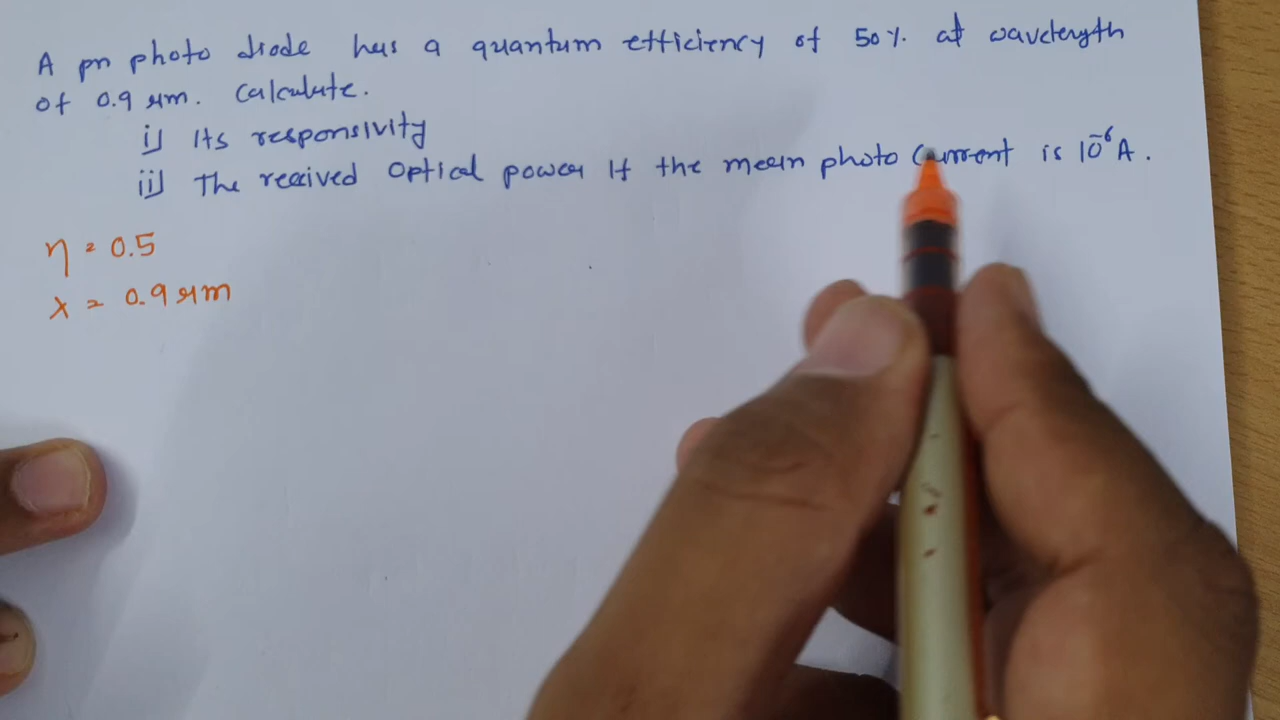 A pn photo diode has a quantum efficiency of 50%. at wavelength
of 0.9 μm. Calculate.
i) Its responsivity
ii) The received Optical power If the mean photo Current is 10⁻⁶A.
η = 0.5
λ = 0.9 μm